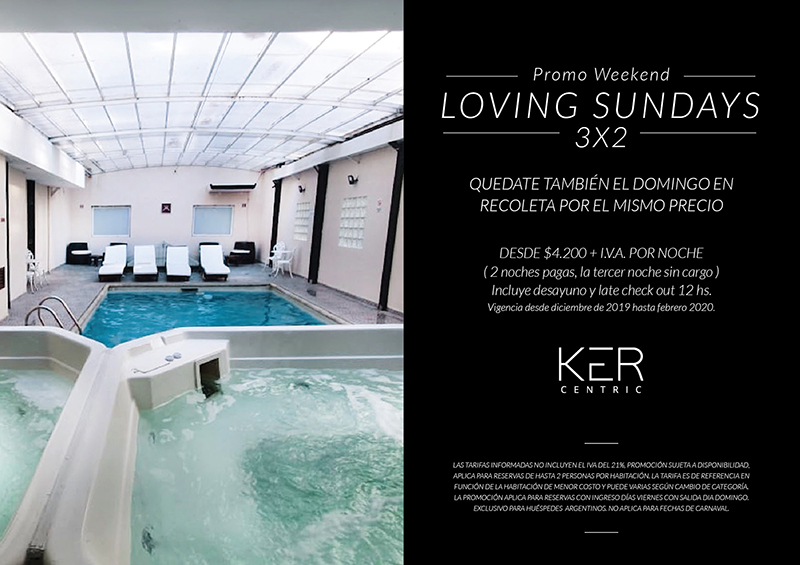 Promo Weekend
LOVING SUNDAYS
3X2
QUEDATE TAMBIÉN EL DOMINGO EN
RECOLETA POR EL MISMO PRECIO
DESDE $4.200 + I.V.A. POR NOCHE
( 2 noches pagas, la tercer noche sin cargo )
Incluye desayuno y late check out 12 hs.
Vigencia desde diciembre de 2019 hasta febrero 2020.
KER
CENTRIC
LAS TARIFAS INFORMADAS NO INCLUYEN EL IVA DEL 21%, PROMOCIÓN SUJETA A DISPONIBILIDAD,
APLICA PARA RESERVAS DE HASTA 2 PERSONAS POR HABITACIÓN. LA TARIFA ES DE REFERENCIA EN
FUNCIÓN DE LA HABITACIÓN DE MENOR COSTO Y PUEDE VARIAS SEGÚN CAMBIO DE CATEGORÍA.
LA PROMOCIÓN APLICA PARA RESERVAS CON INGRESO DÍAS VIERNES CON SALIDA DIA DOMINGO.
EXCLUSIVO PARA HUÉSPEDES ARGENTINOS. NO APLICA PARA FECHAS DE CARNAVAL.